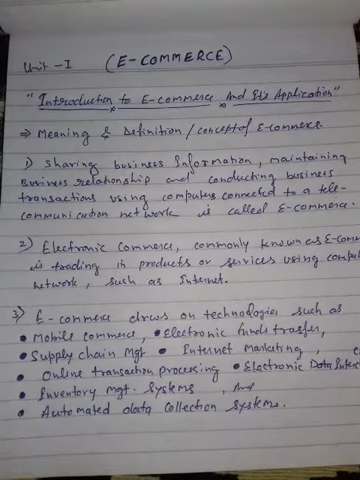 Unit - I (E-COMMERCE)
"Introduction to E-commerce And Its Application"
⇒ Meaning & Definition / concept of E-commerce.
1) Sharing business Information, maintaining
Business relationship and conducting business
transactions using computers connected to a tele-
communication network is called E-commerce.
2) Electronic Commerce, commonly known as E-comm
is trading in products or services using comput
network, such as Internet.
3) E-commerce draws on technologies such as
• Mobile commerce, • Electronic funds trasfer,
• Supply chain Mgt • Internet Marketing,
• Online transaction processing • Electronic Data Interc
• Inventory mgt. Systems, And
• Automated data Collection Systems.